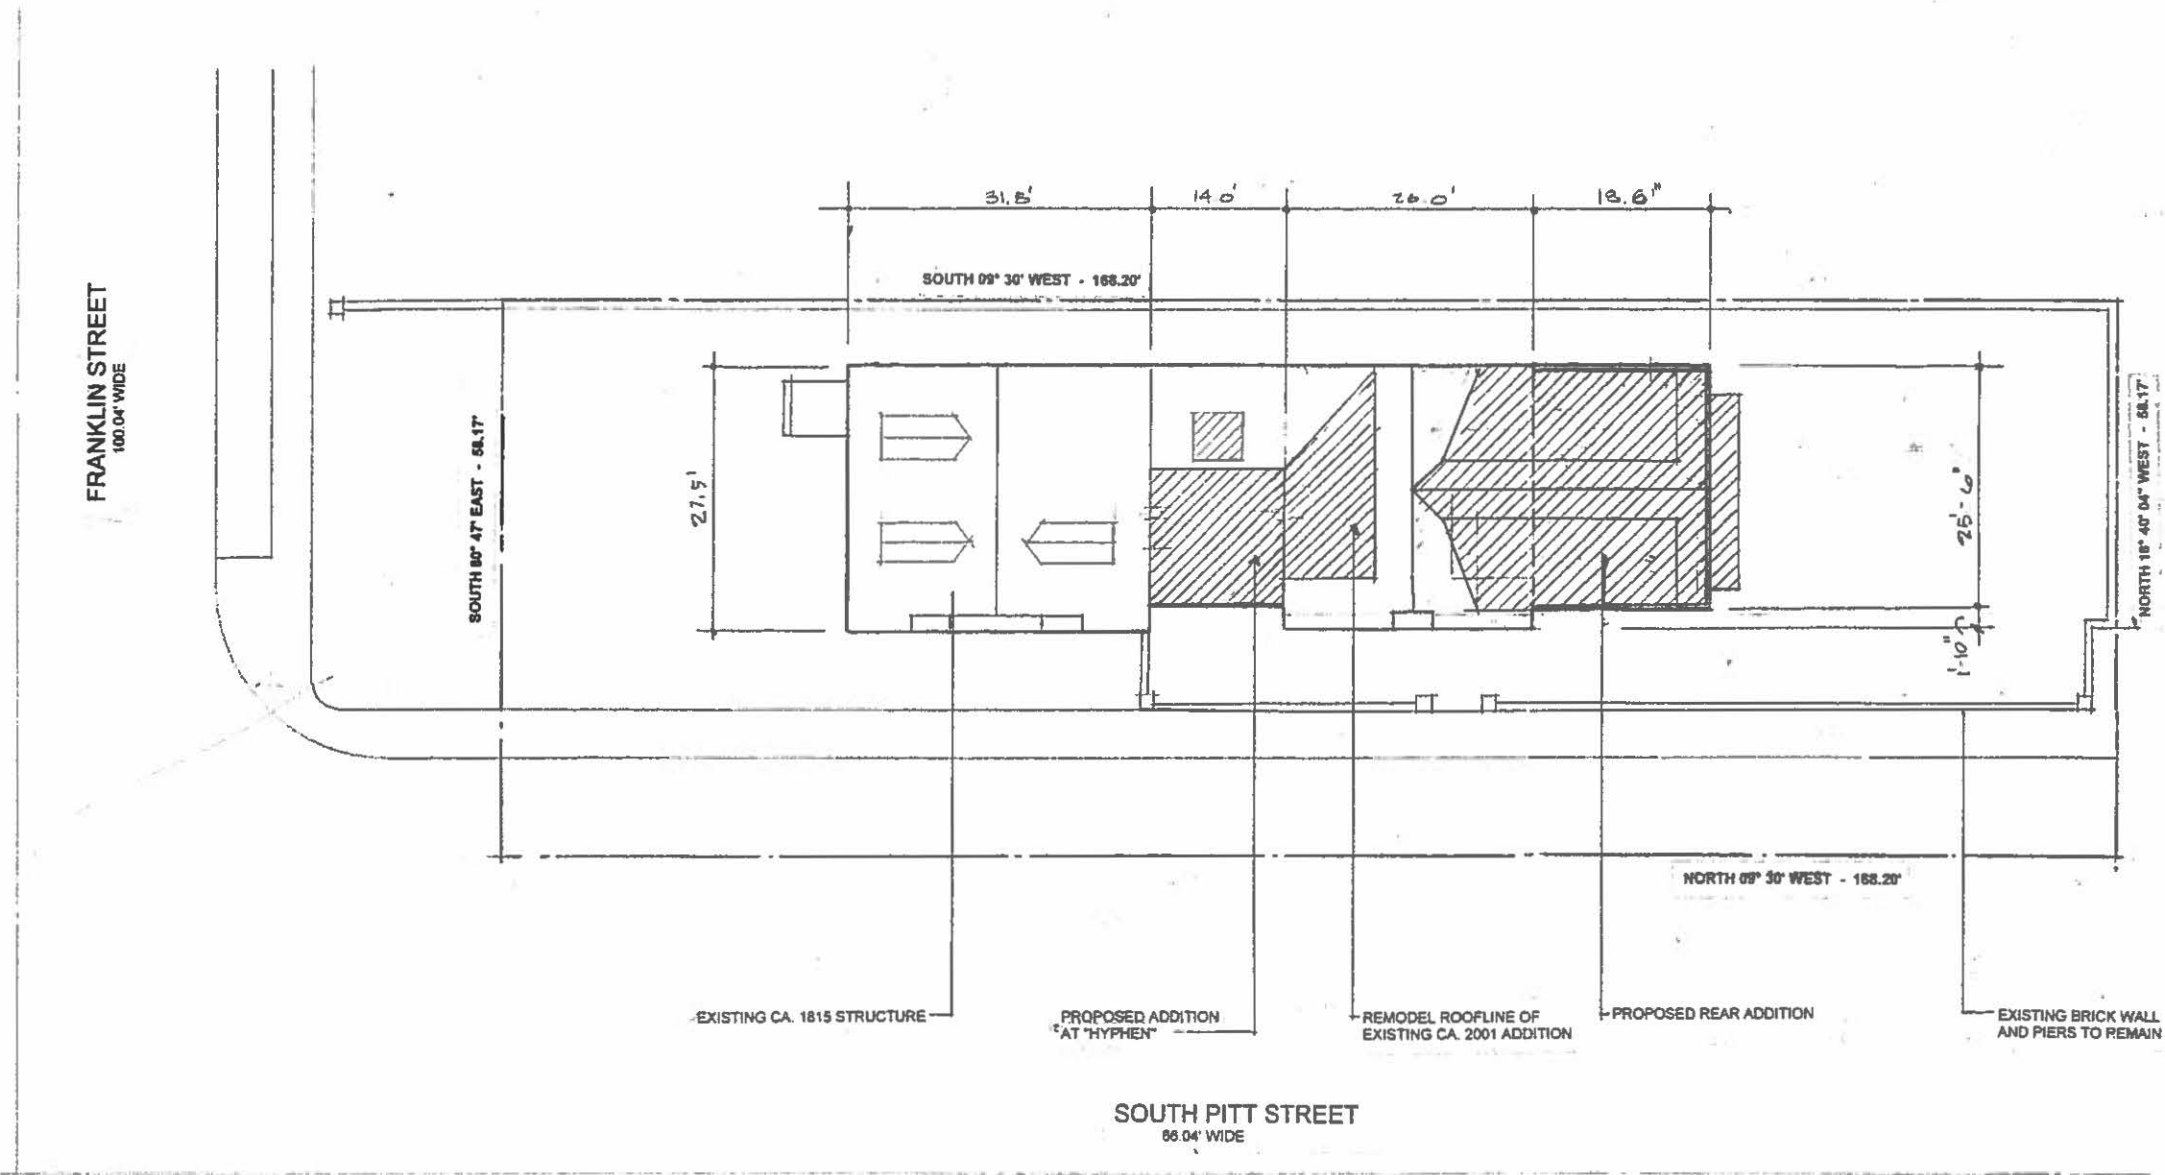 31.8'
14 0'
26.0'
18.6"
SOUTH 09° 30' WEST - 168.20'
FRANKLIN STREET
100.04' WIDE
SOUTH 80° 47' EAST - 58.17'
27.5'
25'-6"
1'-10"
NORTH 18° 40' 04" WEST - 58.17'
NORTH 09° 30' WEST - 168.20'
EXISTING CA. 1815 STRUCTURE
PROPOSED ADDITION
AT "HYPHEN"
REMODEL ROOFLINE OF
EXISTING CA. 2001 ADDITION
PROPOSED REAR ADDITION
EXISTING BRICK WALL
AND PIERS TO REMAIN
SOUTH PITT STREET
66.04' WIDE